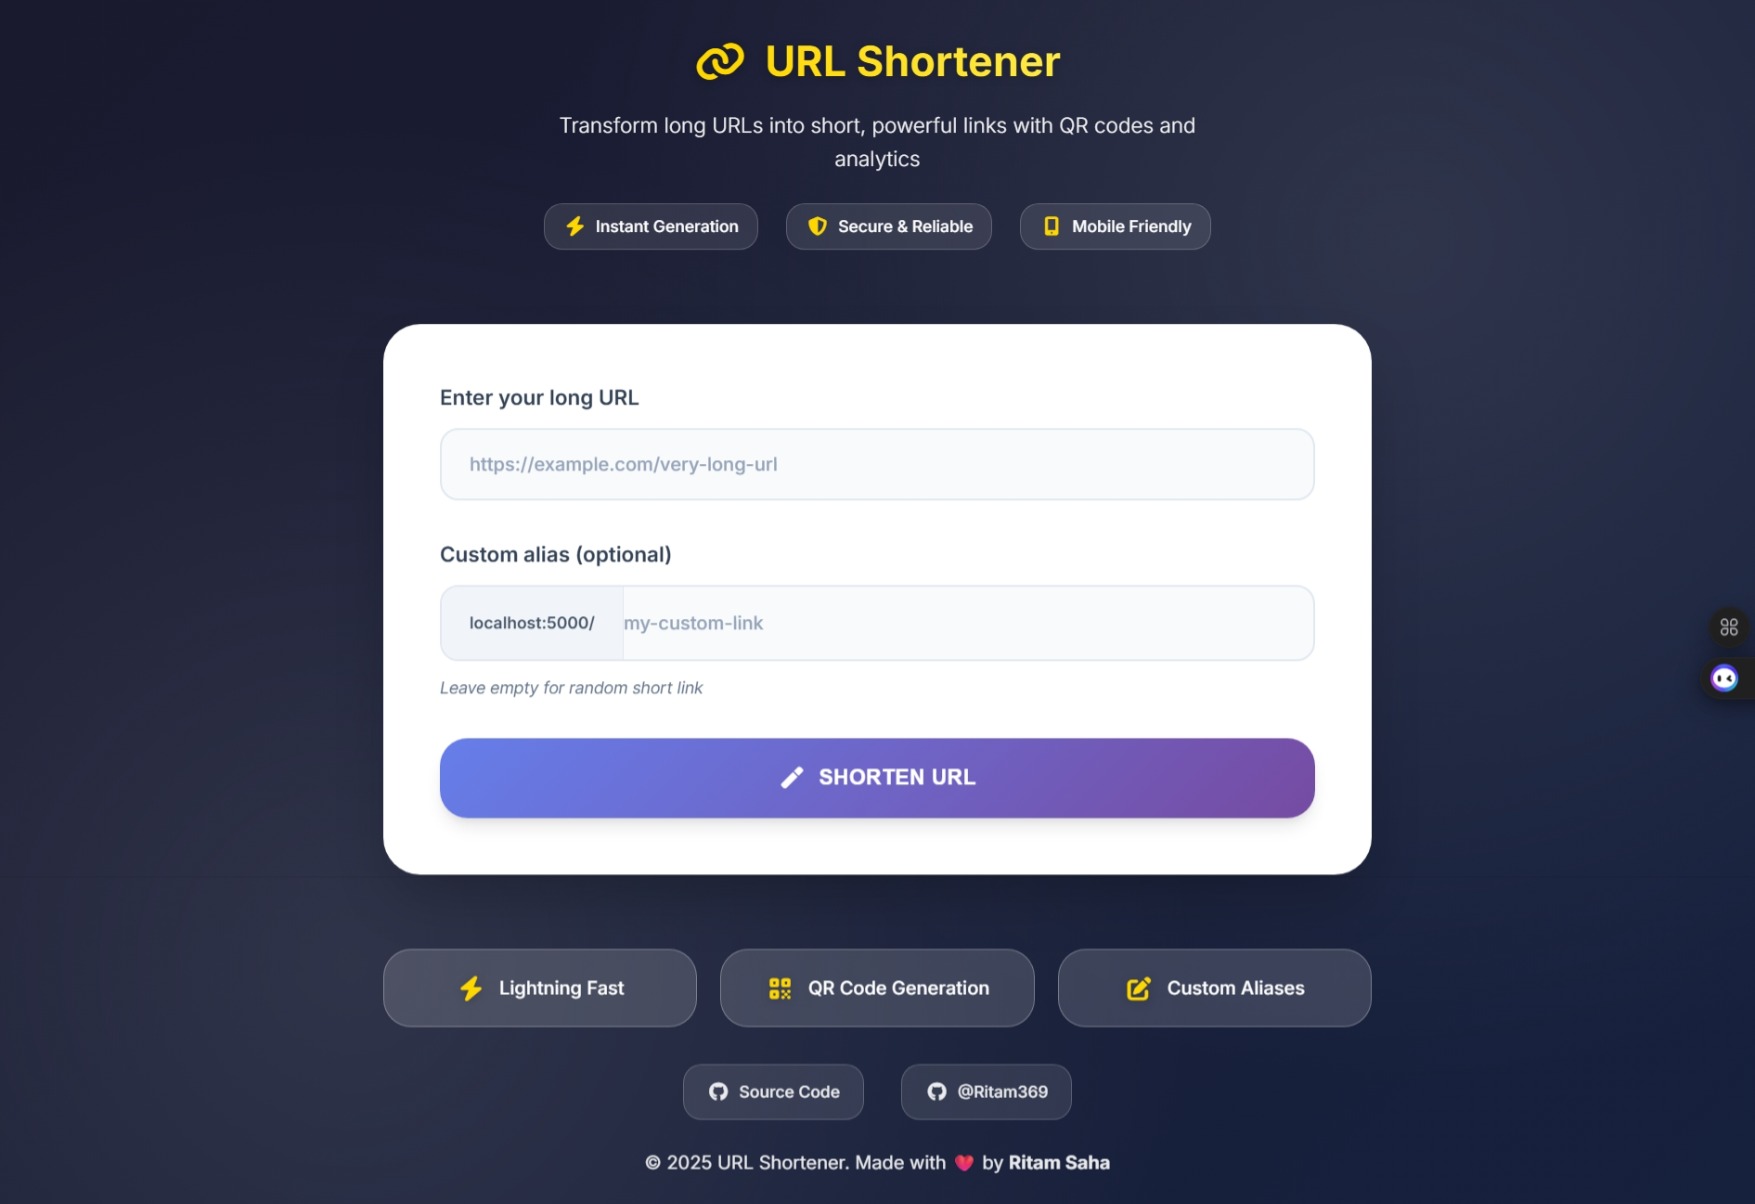 URL Shortener
Transform long URLs into short, powerful links with QR codes and
analytics
Instant Generation
Secure & Reliable
Mobile Friendly
Enter your long URL
https://example.com/very-long-url
Custom alias (optional)
localhost:5000/
my-custom-link
Leave empty for random short link
SHORTEN URL
Lightning Fast
QR Code Generation
Custom Aliases
Source Code
@Ritam369
© 2025 URL Shortener. Made with ❤️ by Ritam Saha